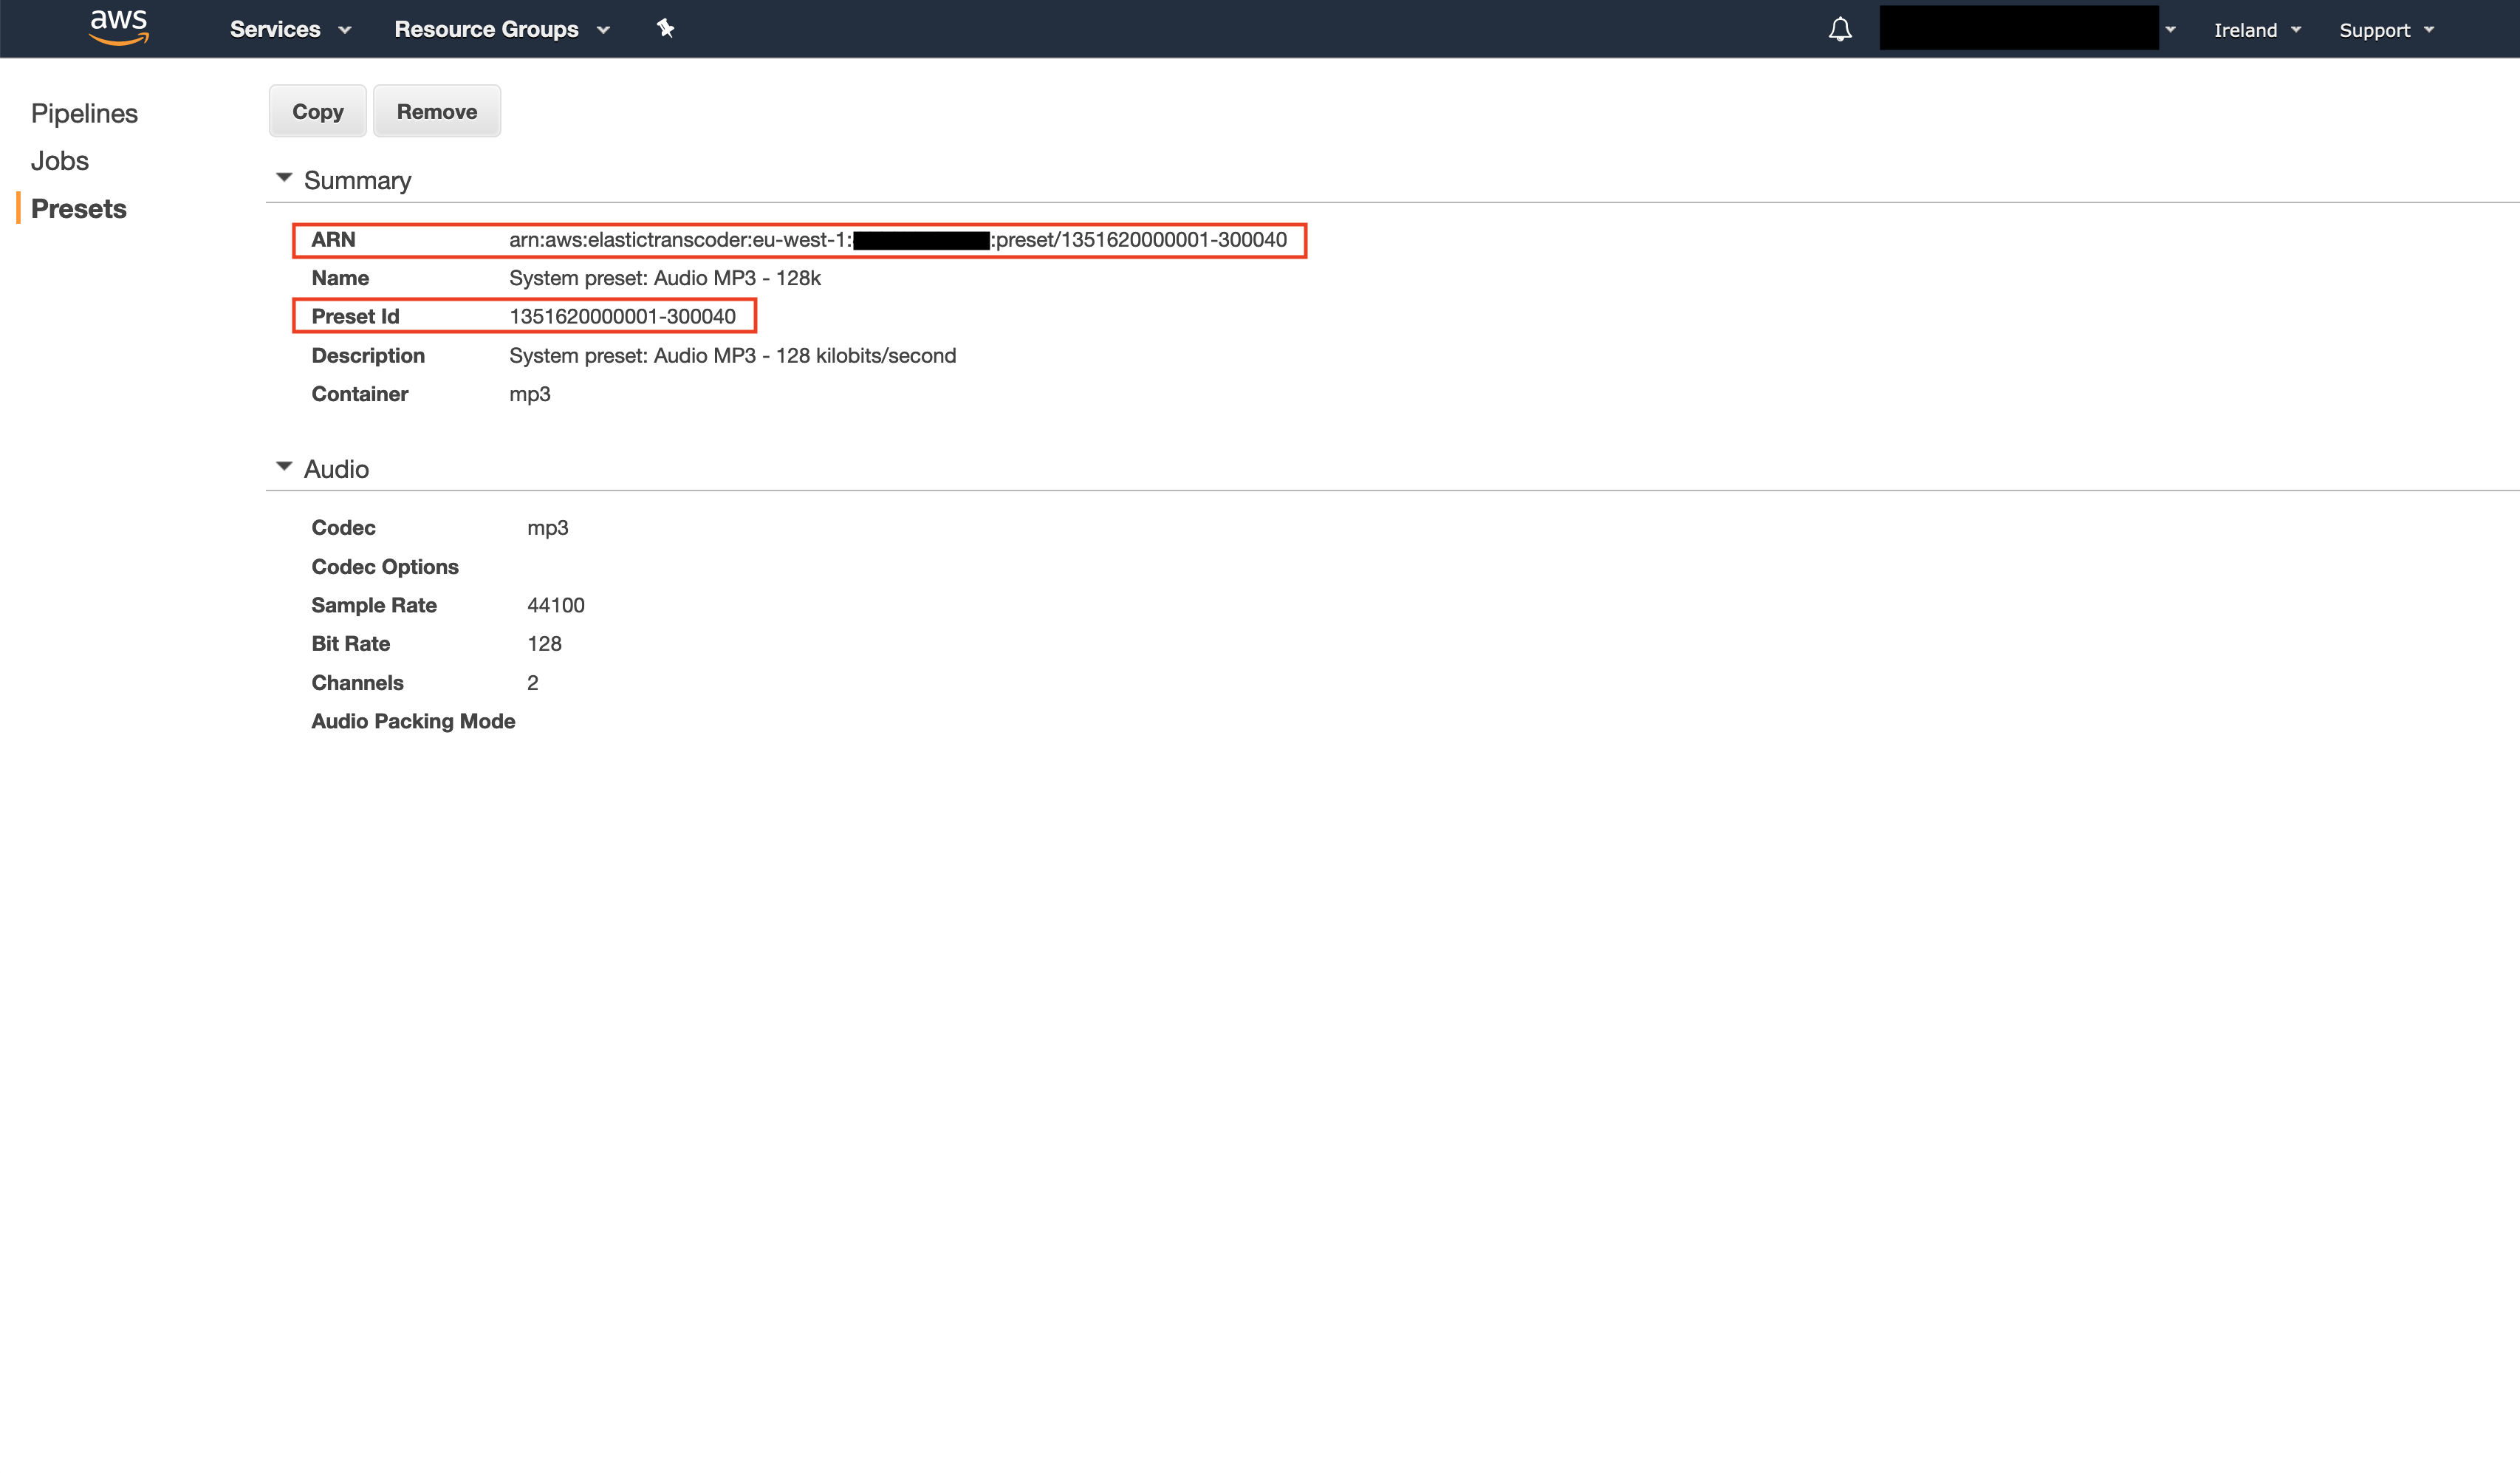 aws Services Resource Groups Ireland Support
Pipelines
Jobs
Presets
Copy Remove
Summary
ARN arn:aws:elastictranscoder:eu-west-1: :preset/1351620000001-300040
Name System preset: Audio MP3 - 128k
Preset Id 1351620000001-300040
Description System preset: Audio MP3 - 128 kilobits/second
Container mp3
Audio
Codec mp3
Codec Options
Sample Rate 44100
Bit Rate 128
Channels 2
Audio Packing Mode